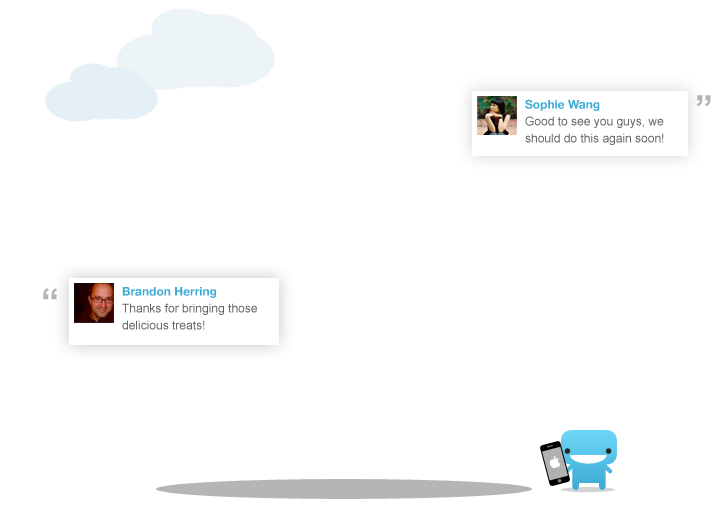 Sophie Wang
Good to see you guys, we
should do this again soon!
Brandon Herring
Thanks for bringing those
delicious treats!